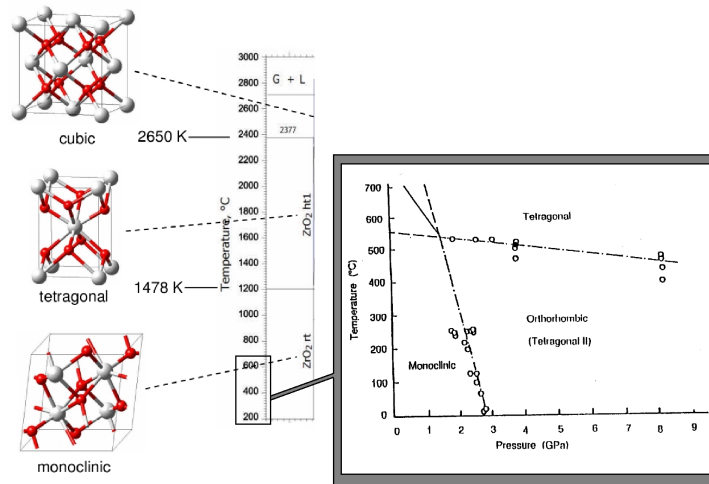 cubic
2650 K
tetragonal
1478 K
monoclinic
Temperature, °C
3000
2800
2600
2400
2200
2000
1800
1600
1400
1200
1000
800
600
400
200
G + L
2377
ZrO2 ht1
ZrO2 rt
Temperature (°C)
700
600
500
400
300
200
100
0
Tetragonal
Orthorhombic
(Tetragonal II)
Monoclinic
0 1 2 3 4 5 6 7 8 9
Pressure (GPa)